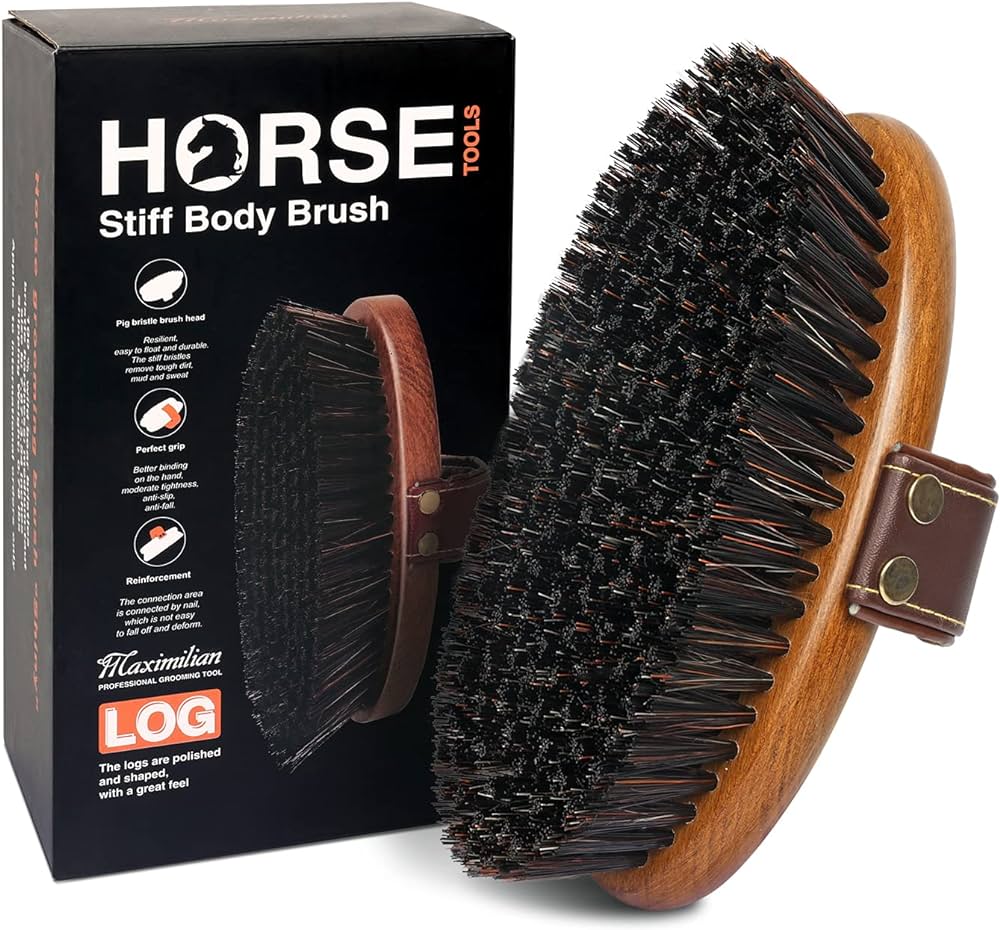 Maximilian
HORSE
TOOLS
Stiff Body Brush
Pig bristle brush head
Resilient,
easy to float and durable.
The stiff bristles
remove tough dirt,
mud and sweat
Perfect grip
Better binding
on the hand,
moderate tightness,
anti-slip,
anti-fall.
Reinforcement
The connection area
is connected by nail,
which is not easy
to fall off and deform.
Maximilian
PROFESSIONAL GROOMING TOOL
LOG
The logs are polished
and shaped,
with a great feel